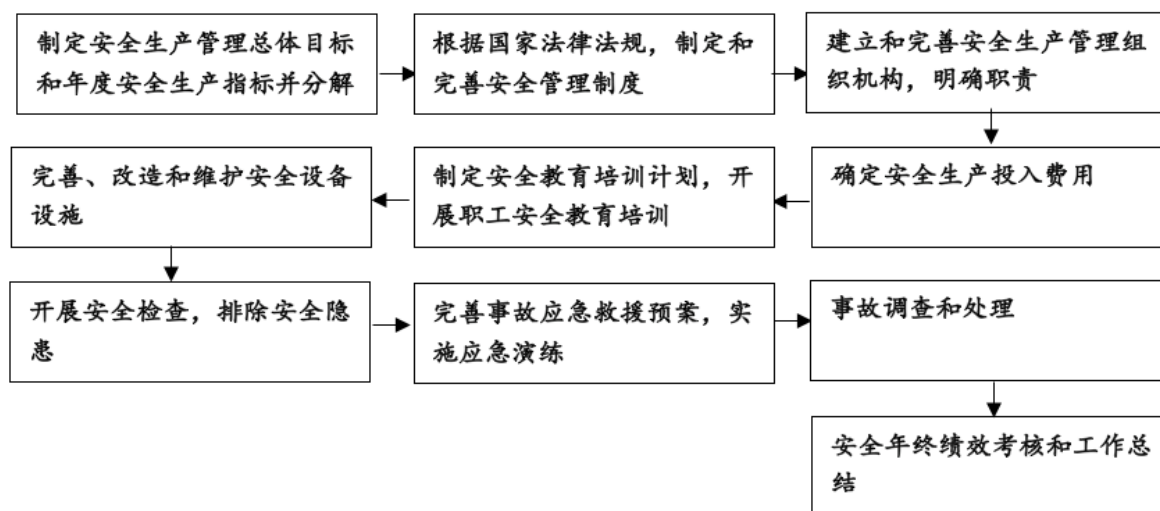 制定安全生产管理总体目标
和年度安全生产指标并分解
根据国家法律法规，制定和
完善安全管理制度
建立和完善安全生产管理组
织机构，明确职责
确定安全生产投入费用
制定安全教育培训计划，开
展职工安全教育培训
完善、改造和维护安全设备
设施
开展安全检查，排除安全隐
患
完善事故应急救援预案，实
施应急演练
事故调查和处理
安全年终绩效考核和工作总
结